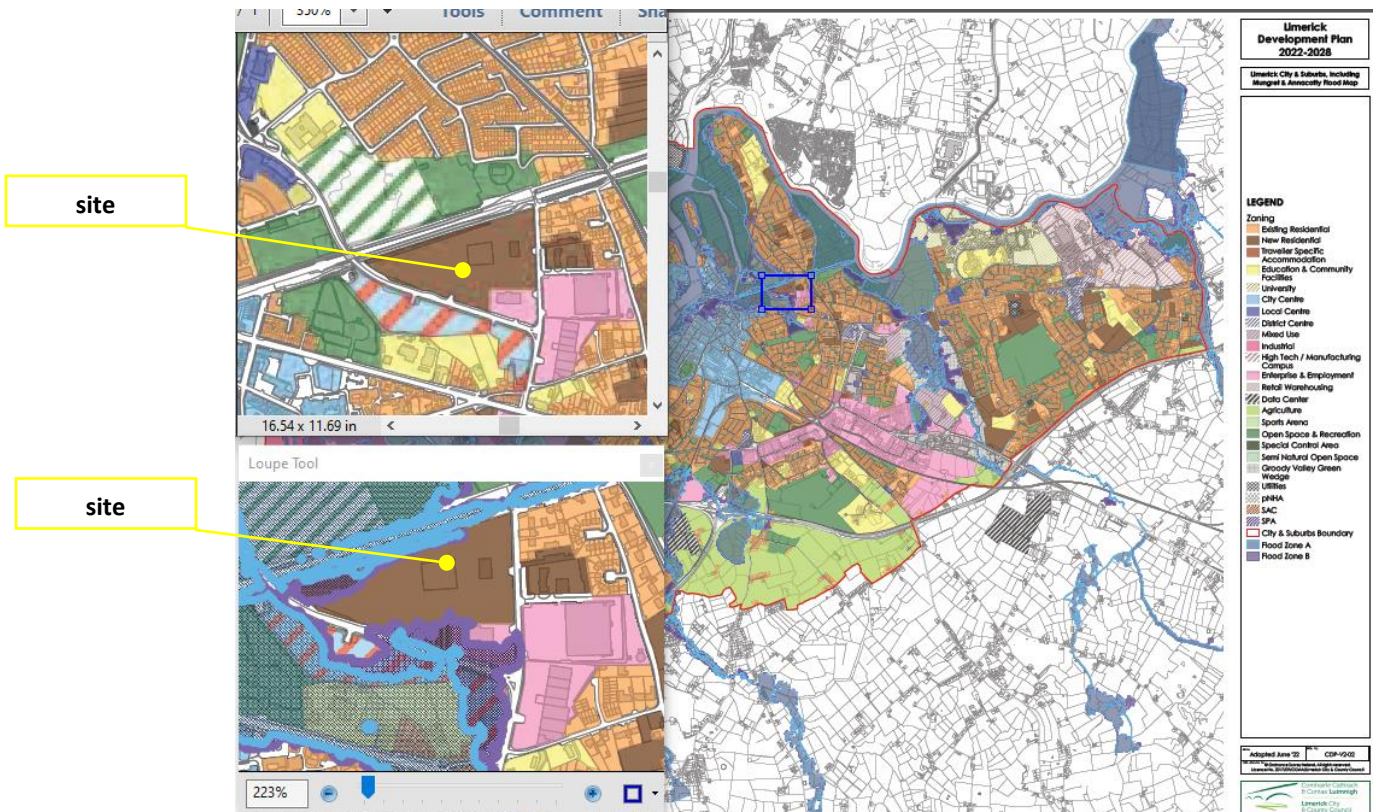 350%
Tools
Comment
site
16.54 x 11.69 in
Loupe Tool
site
223%
Limerick
Development Plan
2022-2028
Limerick City & Suburbs, Including
Mungret & Annacotty Flood Map
LEGEND
Zoning
Existing Residential
New Residential
Traveller Specific
Accommodation
Education & Community
Facilities
University
City Centre
Local Centre
District Centre
Mixed Use
Industrial
High Tech / Manufacturing
Campus
Enterprise & Employment
Retail Warehousing
Data Center
Agriculture
Sports Arena
Open Space & Recreation
Special Control Area
Semi Natural Open Space
Groody Valley Green
Wedge
Utilities
pNHA
SAC
SPA
City & Suburbs Boundary
Flood Zone A
Flood Zone B
Adopted June '22
CDP-V2-02
Comhairle Cathrach
& Contae Luimnigh
Limerick City
& County Council